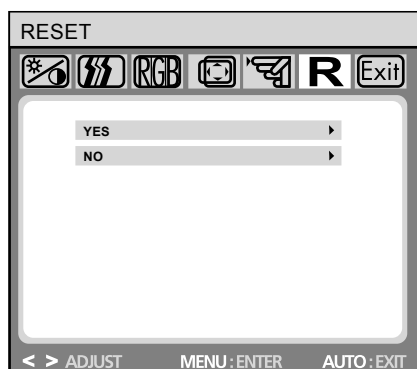 RESET
RGB R Exit
YES
NO
< > ADJUST MENU : ENTER AUTO : EXIT